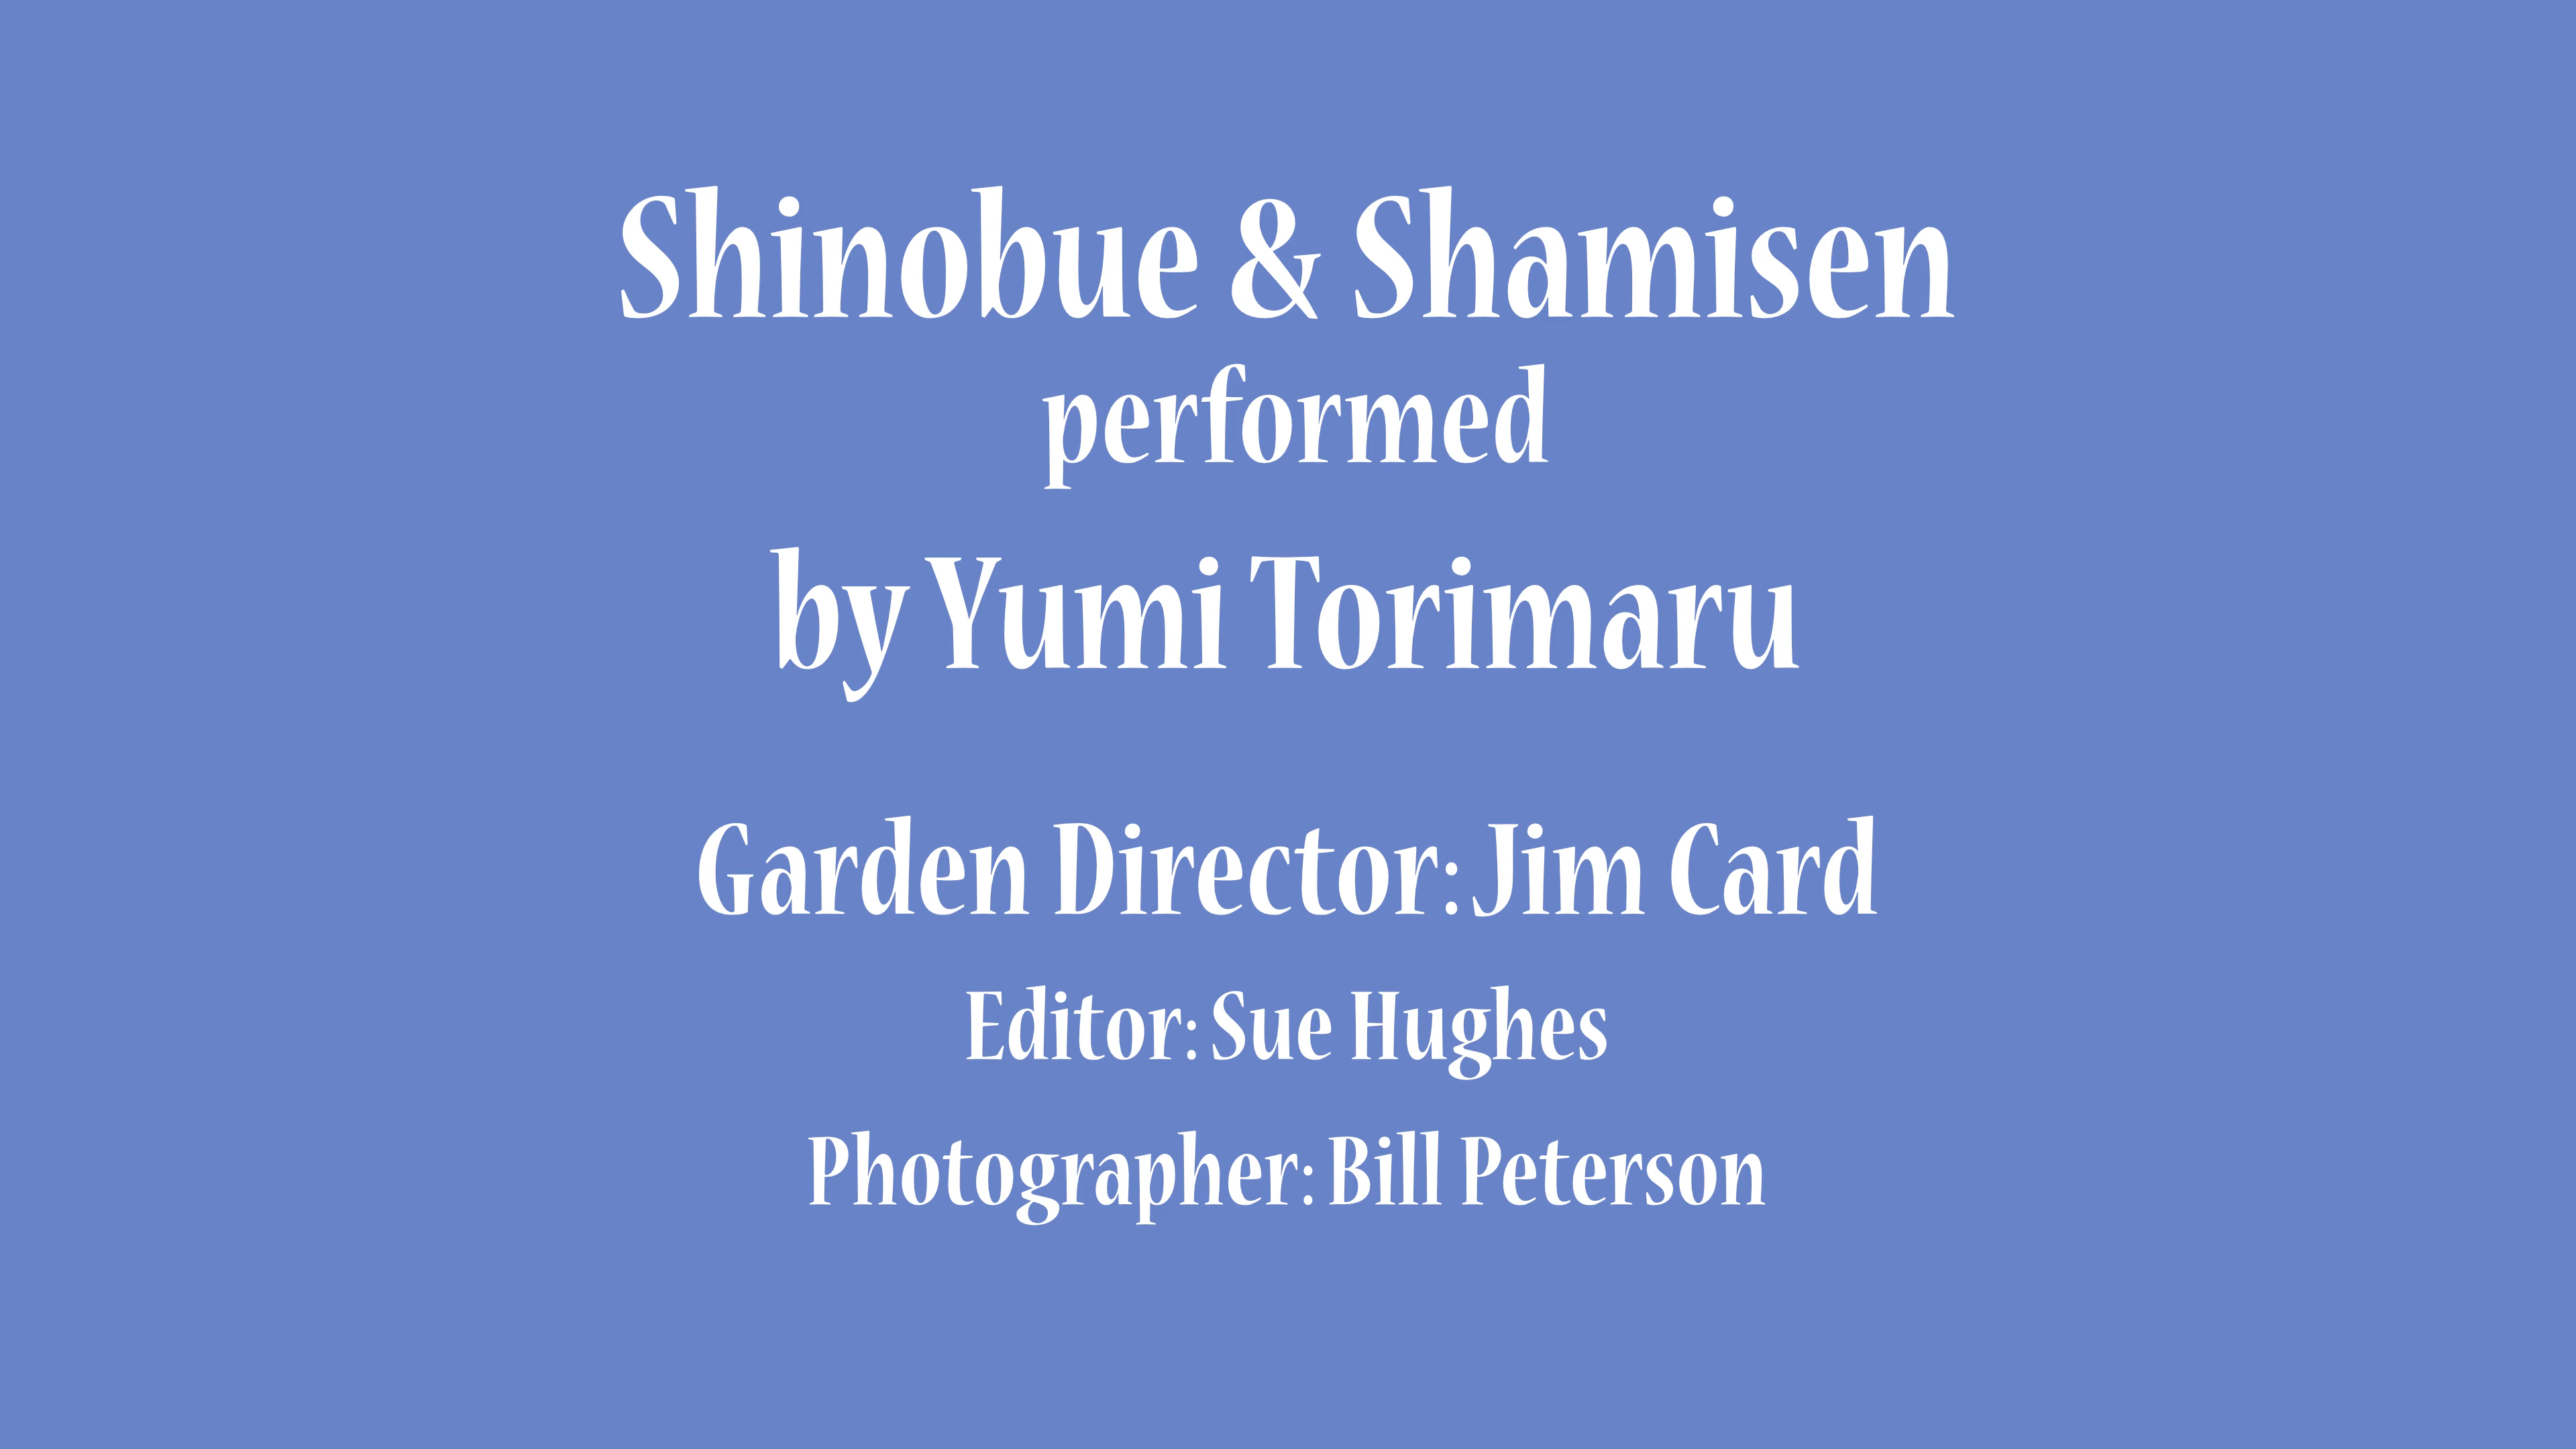 Shinobue & Shamisen
performed
by Yumi Torimaru
Garden Director: Jim Card
Editor: Sue Hughes
Photographer: Bill Peterson